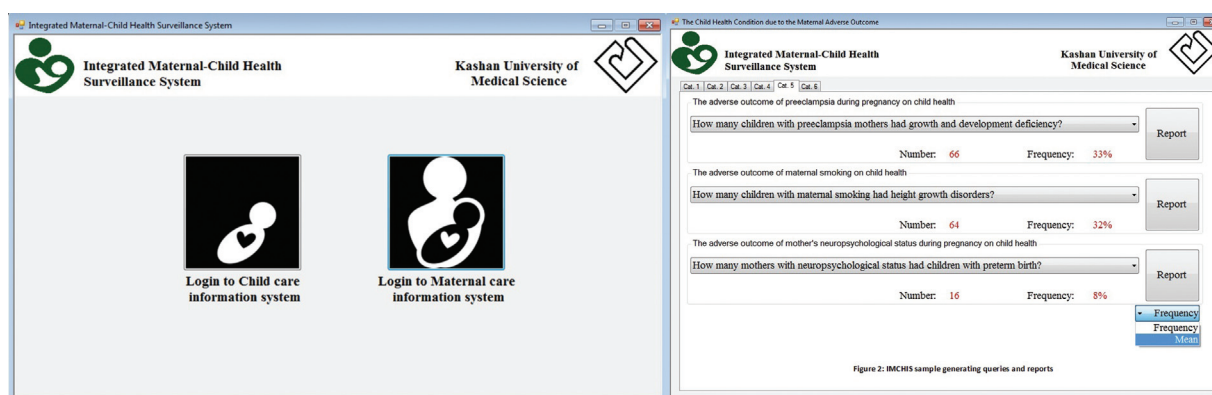 Integrated Maternal-Child Health Surveillance System
Integrated Maternal-Child Health
Surveillance System
Kashan University of
Medical Science
Login to Child care
information system
Login to Maternal care
information system
The Child Health Condition due to the Maternal Adverse Outcome
Integrated Maternal-Child Health
Surveillance System
Kashan University of
Medical Science
Cat. 1 Cat. 2 Cat. 3 Cat. 4 Cat. 5 Cat. 6
The adverse outcome of preeclampsia during pregnancy on child health
How many children with preeclampsia mothers had growth and development deficiency?
Report
Number: 66 Frequency: 33%
The adverse outcome of maternal smoking on child health
How many children with maternal smoking had height growth disorders?
Report
Number: 64 Frequency: 32%
The adverse outcome of mother's neuropsychological status during pregnancy on child health
How many mothers with neuropsychological status had children with preterm birth?
Report
Number: 16 Frequency: 8%
Frequency
Frequency
Mean
Figure 2: IMCHIS sample generating queries and reports